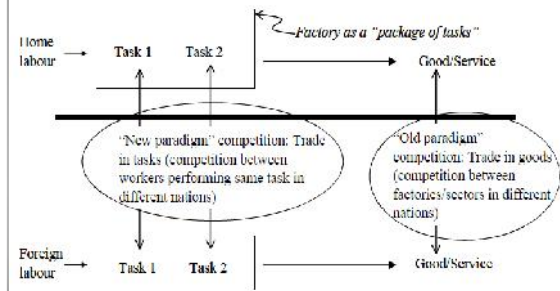 Factory as a “package of tasks”
Home
labour
Task 1 Task 2 Good/Service
“New paradigm” competition: Trade
in tasks (competition between
workers performing same task in
different nations)
“Old paradigm”
competition: Trade in goods
(competition between
factories/sectors in different
nations)
Foreign
labour
Task 1 Task 2 Good/Service